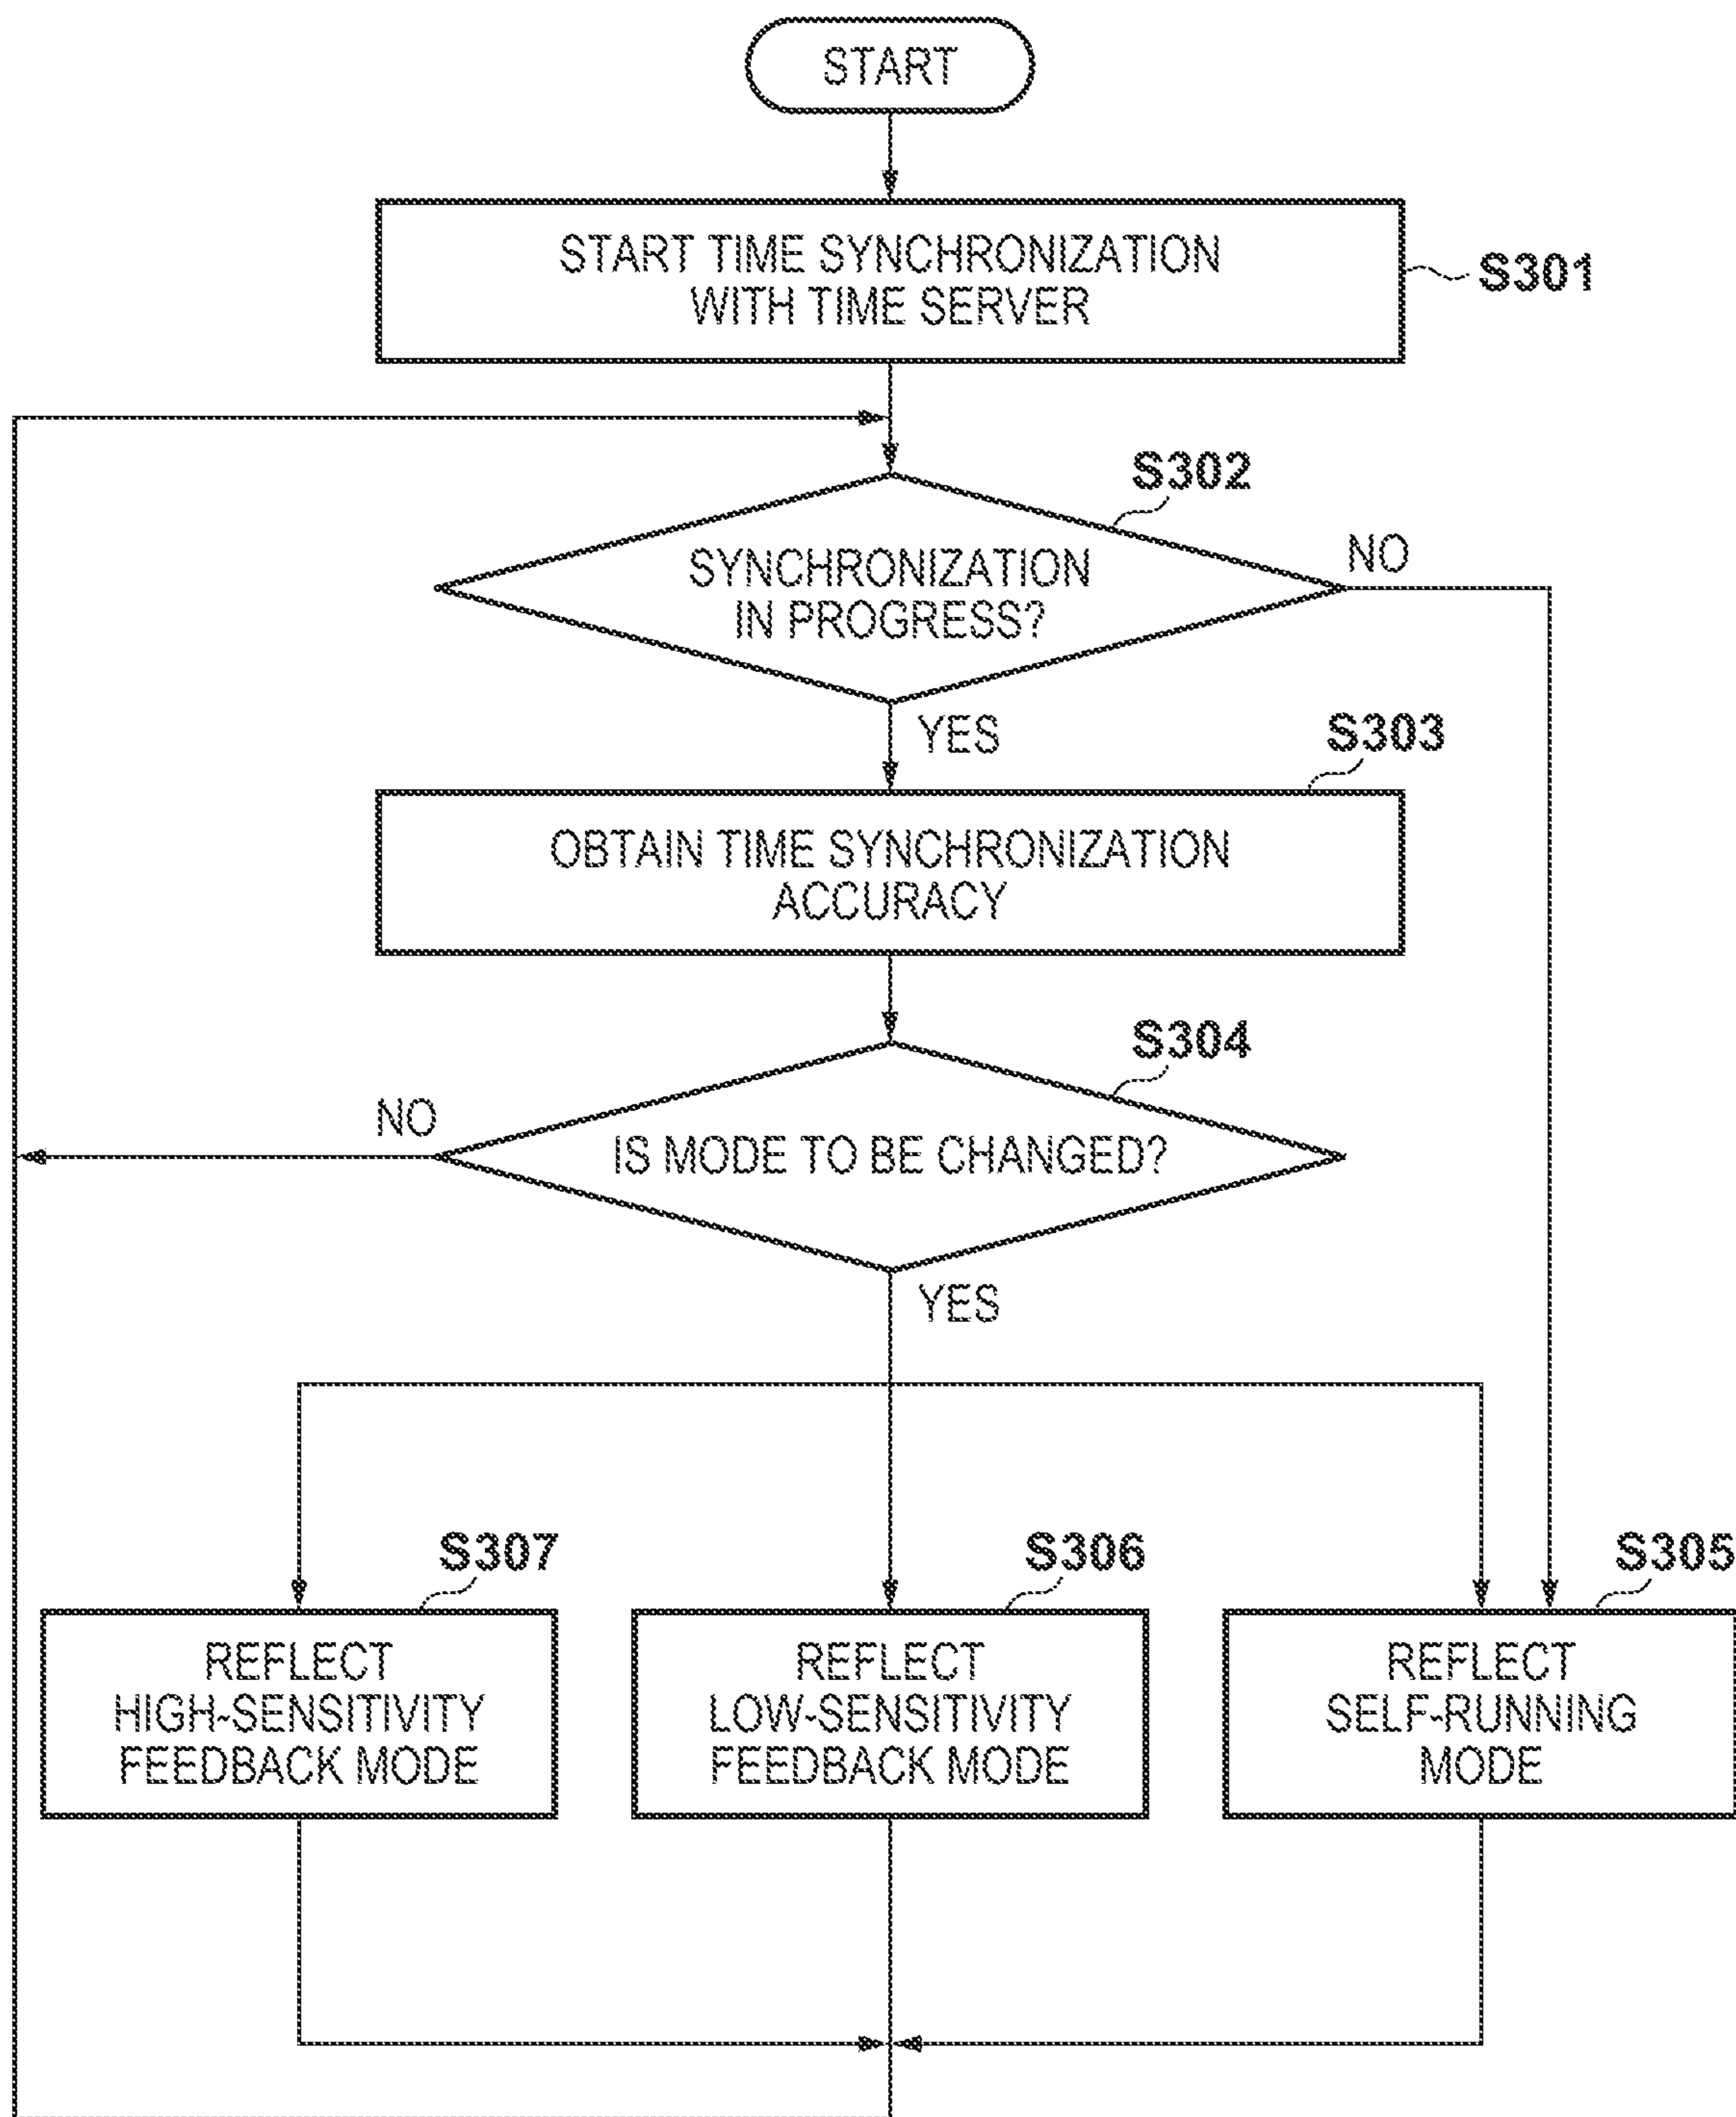 START
START TIME SYNCHRONIZATION
WITH TIME SERVER
S301
S302
SYNCHRONIZATION
IN PROGRESS?
NO
YES
S303
OBTAIN TIME SYNCHRONIZATION
ACCURACY
S304
NO
IS MODE TO BE CHANGED?
YES
S307
REFLECT
HIGH-SENSITIVITY
FEEDBACK MODE
S306
REFLECT
LOW-SENSITIVITY
FEEDBACK MODE
S305
REFLECT
SELF-RUNNING
MODE